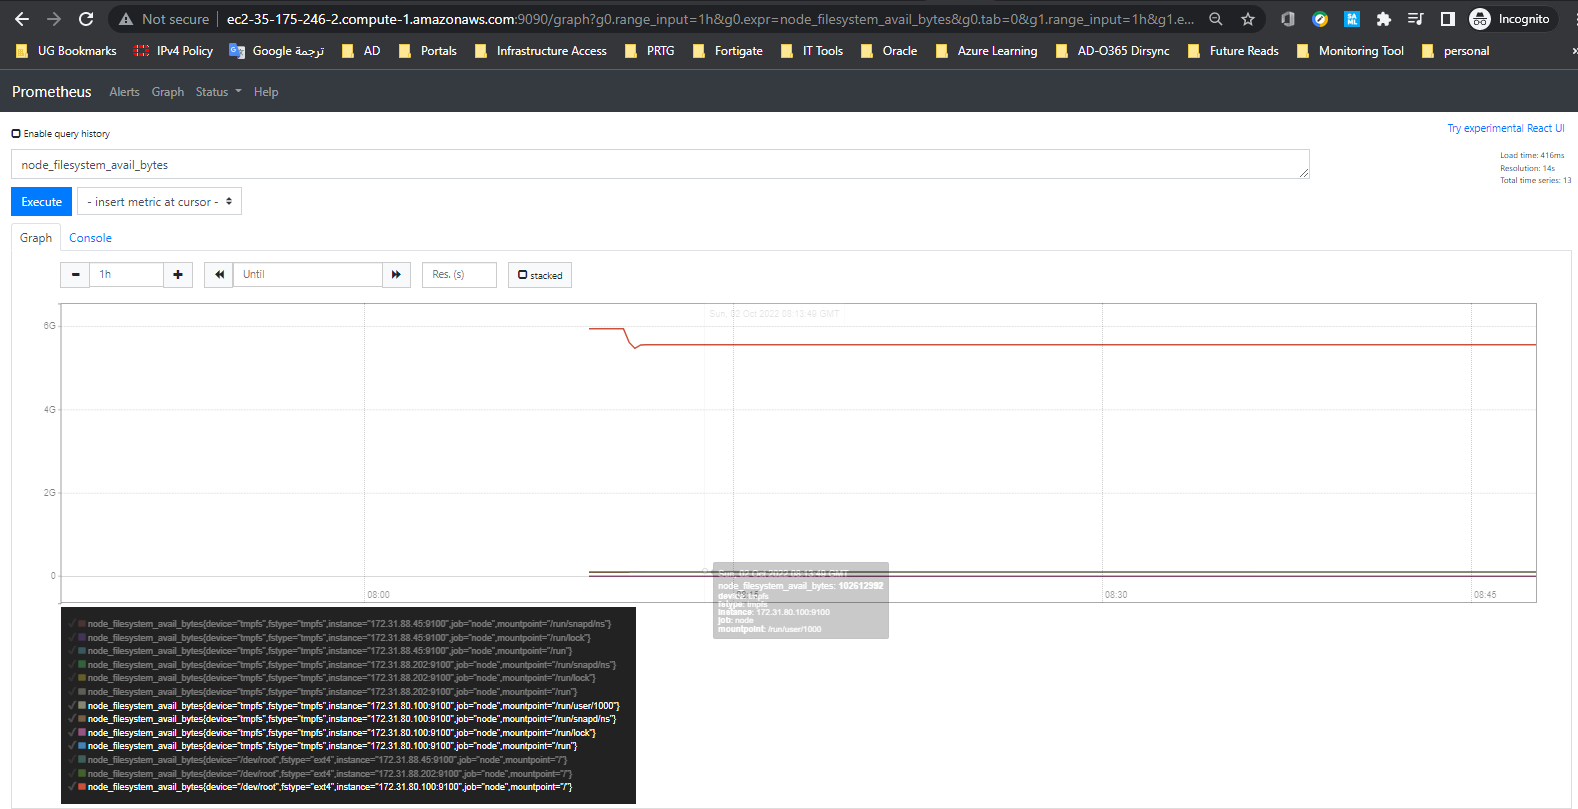 Not secure | ec2-35-175-246-2.compute-1.amazonaws.com:9090/graph?g0.range_input=1h&g0.expr=node_filesystem_avail_bytes&g0.tab=0&g1.range_input=1h&g1.e... Incognito
UG Bookmarks IPv4 Policy Google ترجمة AD Portals Infrastructure Access PRTG Fortigate IT Tools Oracle Azure Learning AD-O365 Dirsync Future Reads Monitoring Tool personal »
Prometheus Alerts Graph Status Help
Enable query history
Try experimental React UI
node_filesystem_avail_bytes
Load time: 416ms
Resolution: 14s
Total time series: 13
Execute - insert metric at cursor -
Graph Console
1h Until Res. (s) stacked
Sun, 02 Oct 2022 08:13:49 GMT
6G
4G
2G
0
08:00 08:15 08:30 08:45
Sun, 02 Oct 2022 08:13:49 GMT
node_filesystem_avail_bytes: 102612992
device: tmpfs
fstype: tmpfs
instance: 172.31.80.100:9100
job: node
mountpoint: /run/user/1000
node_filesystem_avail_bytes{device="tmpfs",fstype="tmpfs",instance="172.31.88.45:9100",job="node",mountpoint="/run/snapd/ns"}
node_filesystem_avail_bytes{device="tmpfs",fstype="tmpfs",instance="172.31.88.45:9100",job="node",mountpoint="/run/lock"}
node_filesystem_avail_bytes{device="tmpfs",fstype="tmpfs",instance="172.31.88.45:9100",job="node",mountpoint="/run"}
node_filesystem_avail_bytes{device="tmpfs",fstype="tmpfs",instance="172.31.88.202:9100",job="node",mountpoint="/run/snapd/ns"}
node_filesystem_avail_bytes{device="tmpfs",fstype="tmpfs",instance="172.31.88.202:9100",job="node",mountpoint="/run/lock"}
node_filesystem_avail_bytes{device="tmpfs",fstype="tmpfs",instance="172.31.88.202:9100",job="node",mountpoint="/run"}
node_filesystem_avail_bytes{device="tmpfs",fstype="tmpfs",instance="172.31.80.100:9100",job="node",mountpoint="/run/user/1000"}
node_filesystem_avail_bytes{device="tmpfs",fstype="tmpfs",instance="172.31.80.100:9100",job="node",mountpoint="/run/snapd/ns"}
node_filesystem_avail_bytes{device="tmpfs",fstype="tmpfs",instance="172.31.80.100:9100",job="node",mountpoint="/run/lock"}
node_filesystem_avail_bytes{device="tmpfs",fstype="tmpfs",instance="172.31.80.100:9100",job="node",mountpoint="/run"}
node_filesystem_avail_bytes{device="/dev/root",fstype="ext4",instance="172.31.88.45:9100",job="node",mountpoint="/"}
node_filesystem_avail_bytes{device="/dev/root",fstype="ext4",instance="172.31.88.202:9100",job="node",mountpoint="/"}
node_filesystem_avail_bytes{device="/dev/root",fstype="ext4",instance="172.31.80.100:9100",job="node",mountpoint="/"}